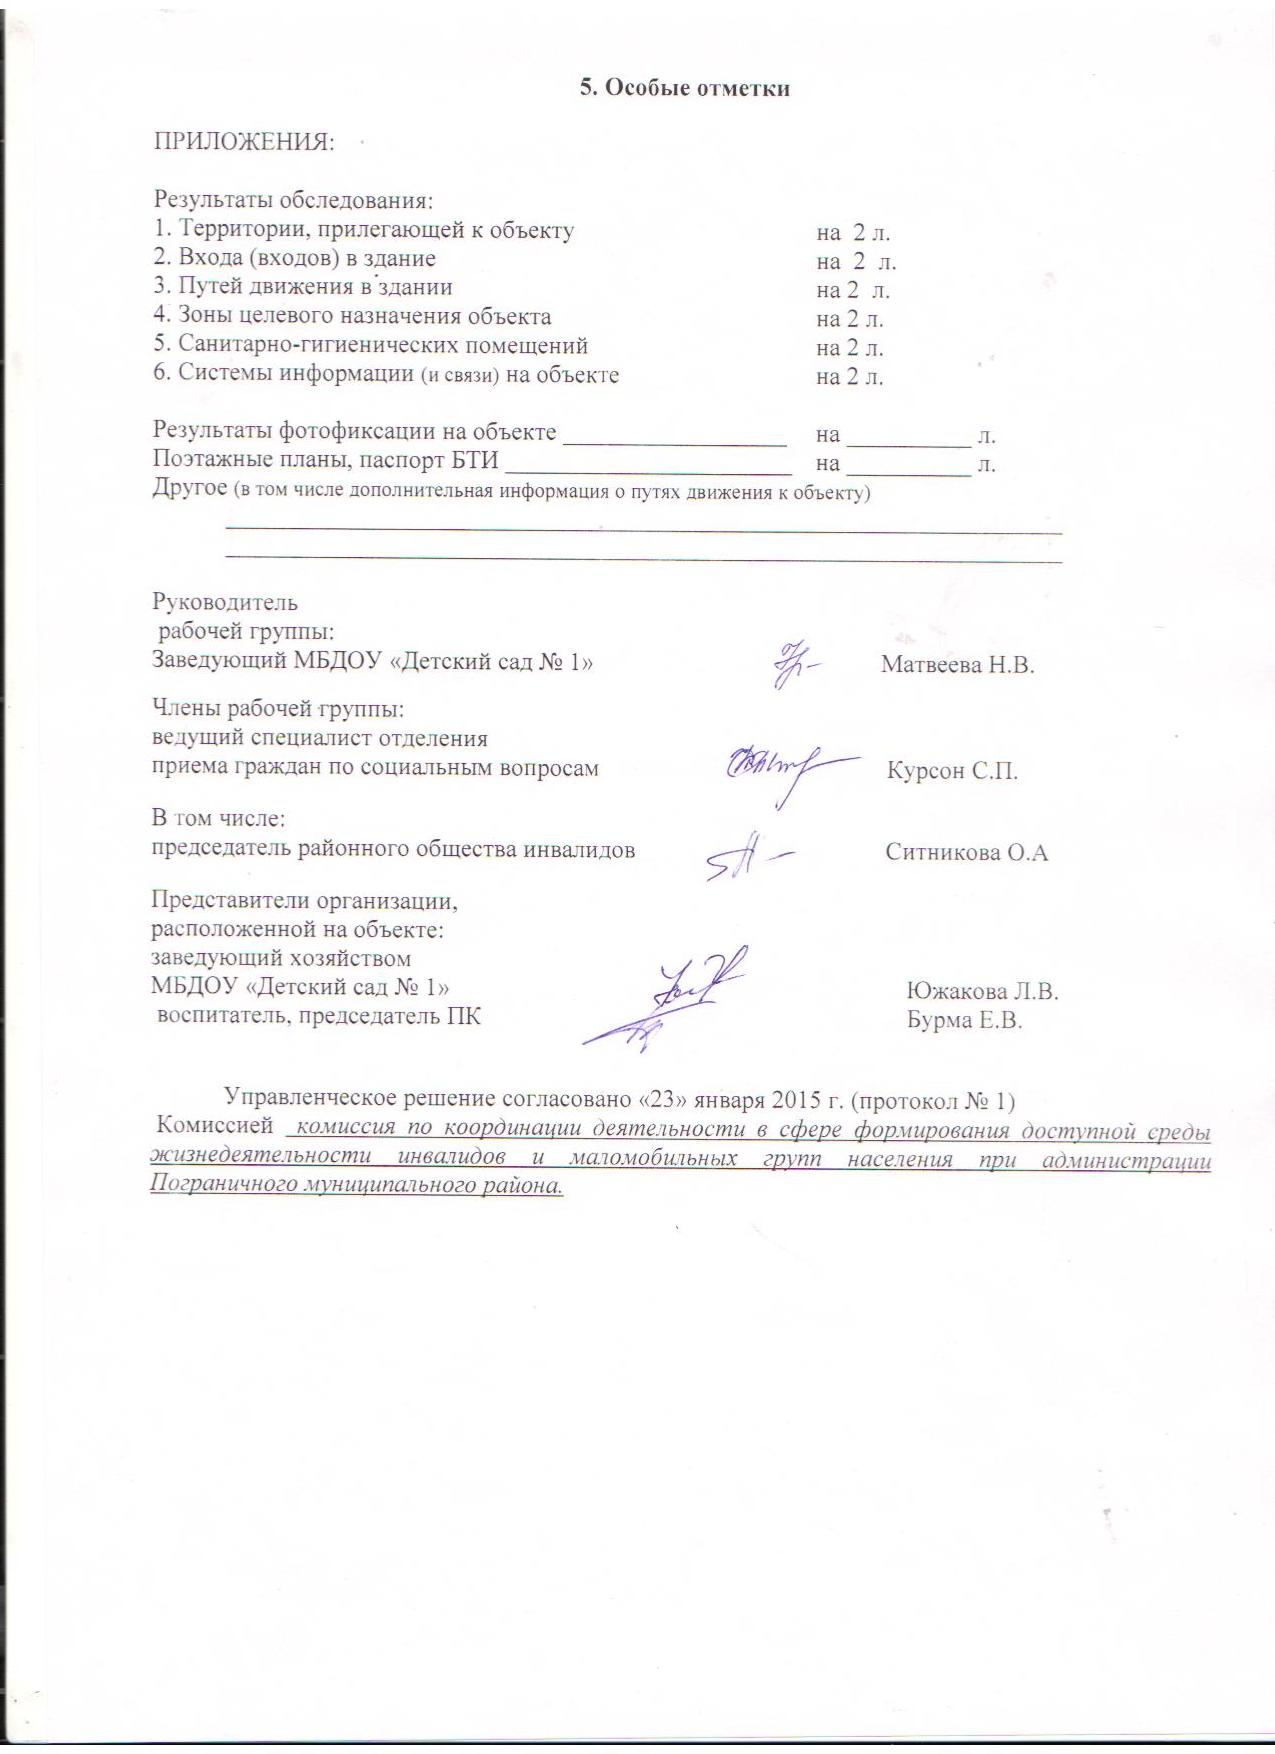 5. Особые отметки
ПРИЛОЖЕНИЯ:
Результаты обследования:
1. Территории, прилегающей к объекту на 2 л.
2. Входа (входов) в здание на 2 л.
3. Путей движения в здании на 2 л.
4. Зоны целевого назначения объекта на 2 л.
5. Санитарно-гигиенических помещений на 2 л.
6. Системы информации (и связи) на объекте на 2 л.
Результаты фотофиксации на объекте __________________ на __________ л.
Поэтажные планы, паспорт БТИ _______________________ на __________ л.
Другое (в том числе дополнительная информация о путях движения к объекту)
Руководитель
рабочей группы:
Заведующий МБДОУ «Детский сад № 1» Матвеева Н.В.
Члены рабочей группы:
ведущий специалист отделения
приема граждан по социальным вопросам Курсон С.П.
В том числе:
председатель районного общества инвалидов Ситникова О.А
Представители организации,
расположенной на объекте:
заведующий хозяйством
МБДОУ «Детский сад № 1» Южакова Л.В.
воспитатель, председатель ПК Бурма Е.В.
Управленческое решение согласовано «23» января 2015 г. (протокол № 1)
Комиссией комиссия по координации деятельности в сфере формирования доступной среды
жизнедеятельности инвалидов и маломобильных групп населения при администрации
Пограничного муниципального района.